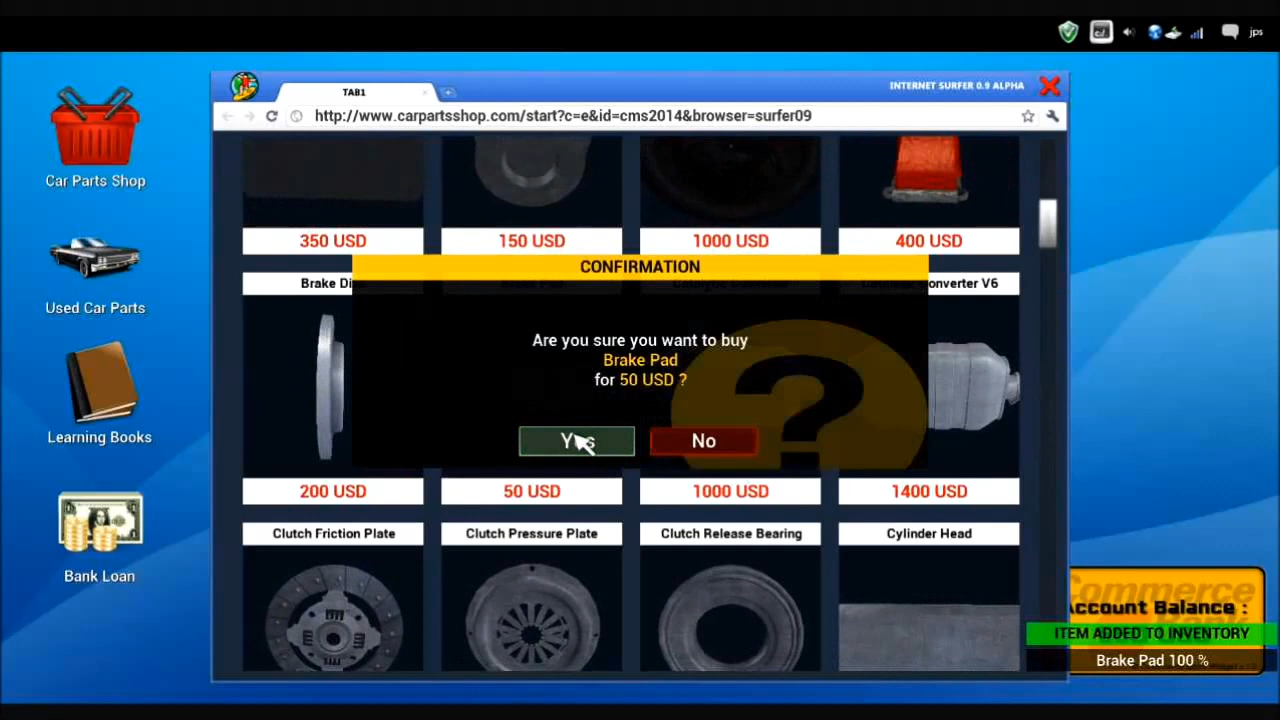 jps
TAB1
INTERNET SURFER 0.9 ALPHA
http://www.carpartsshop.com/start?c=e&id=cms2014&browser=surfer09
Car Parts Shop
Used Car Parts
Learning Books
Bank Loan
350 USD
150 USD
1000 USD
400 USD
CONFIRMATION
Brake Di
Converter V6
Are you sure you want to buy
Brake Pad
for 50 USD ?
Yes
No
200 USD
50 USD
1000 USD
1400 USD
Clutch Friction Plate
Clutch Pressure Plate
Clutch Release Bearing
Cylinder Head
Commerce
Account Balance :
ITEM ADDED TO INVENTORY
Brake Pad 100 %